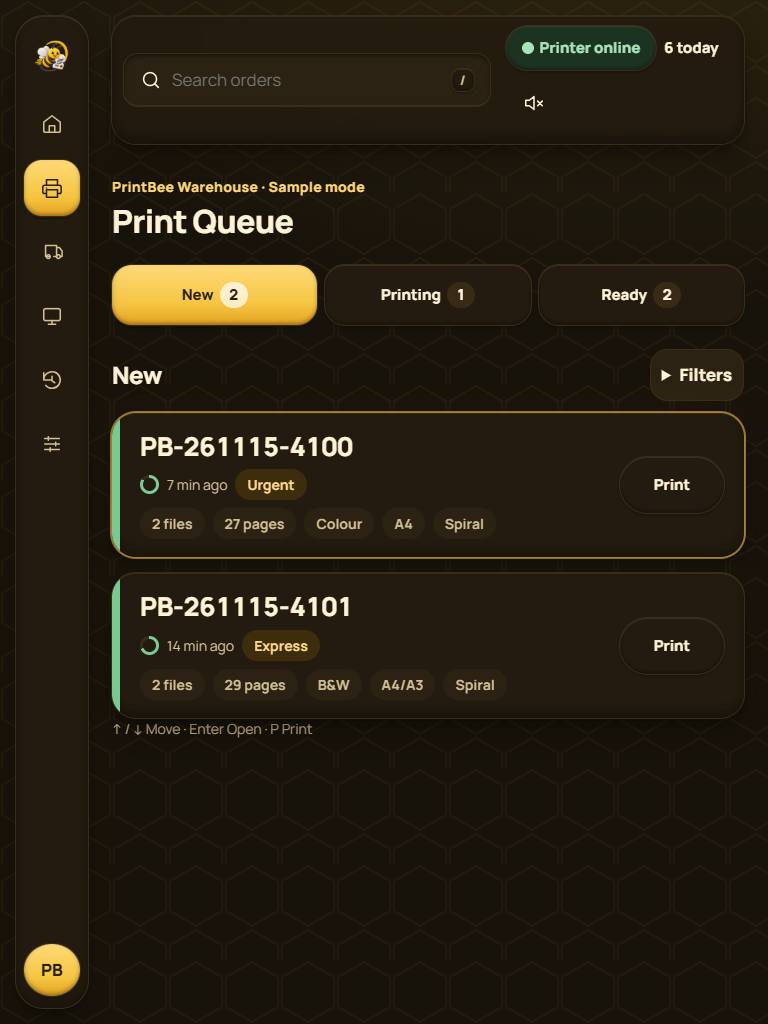 Search orders /
Printer online 6 today
PrintBee Warehouse · Sample mode
Print Queue
New 2 Printing 1 Ready 2
New ▶ Filters
PB-261115-4100
7 min ago Urgent
Print
2 files 27 pages Colour A4 Spiral
PB-261115-4101
14 min ago Express
Print
2 files 29 pages B&W A4/A3 Spiral
↑ / ↓ Move · Enter Open · P Print
PB